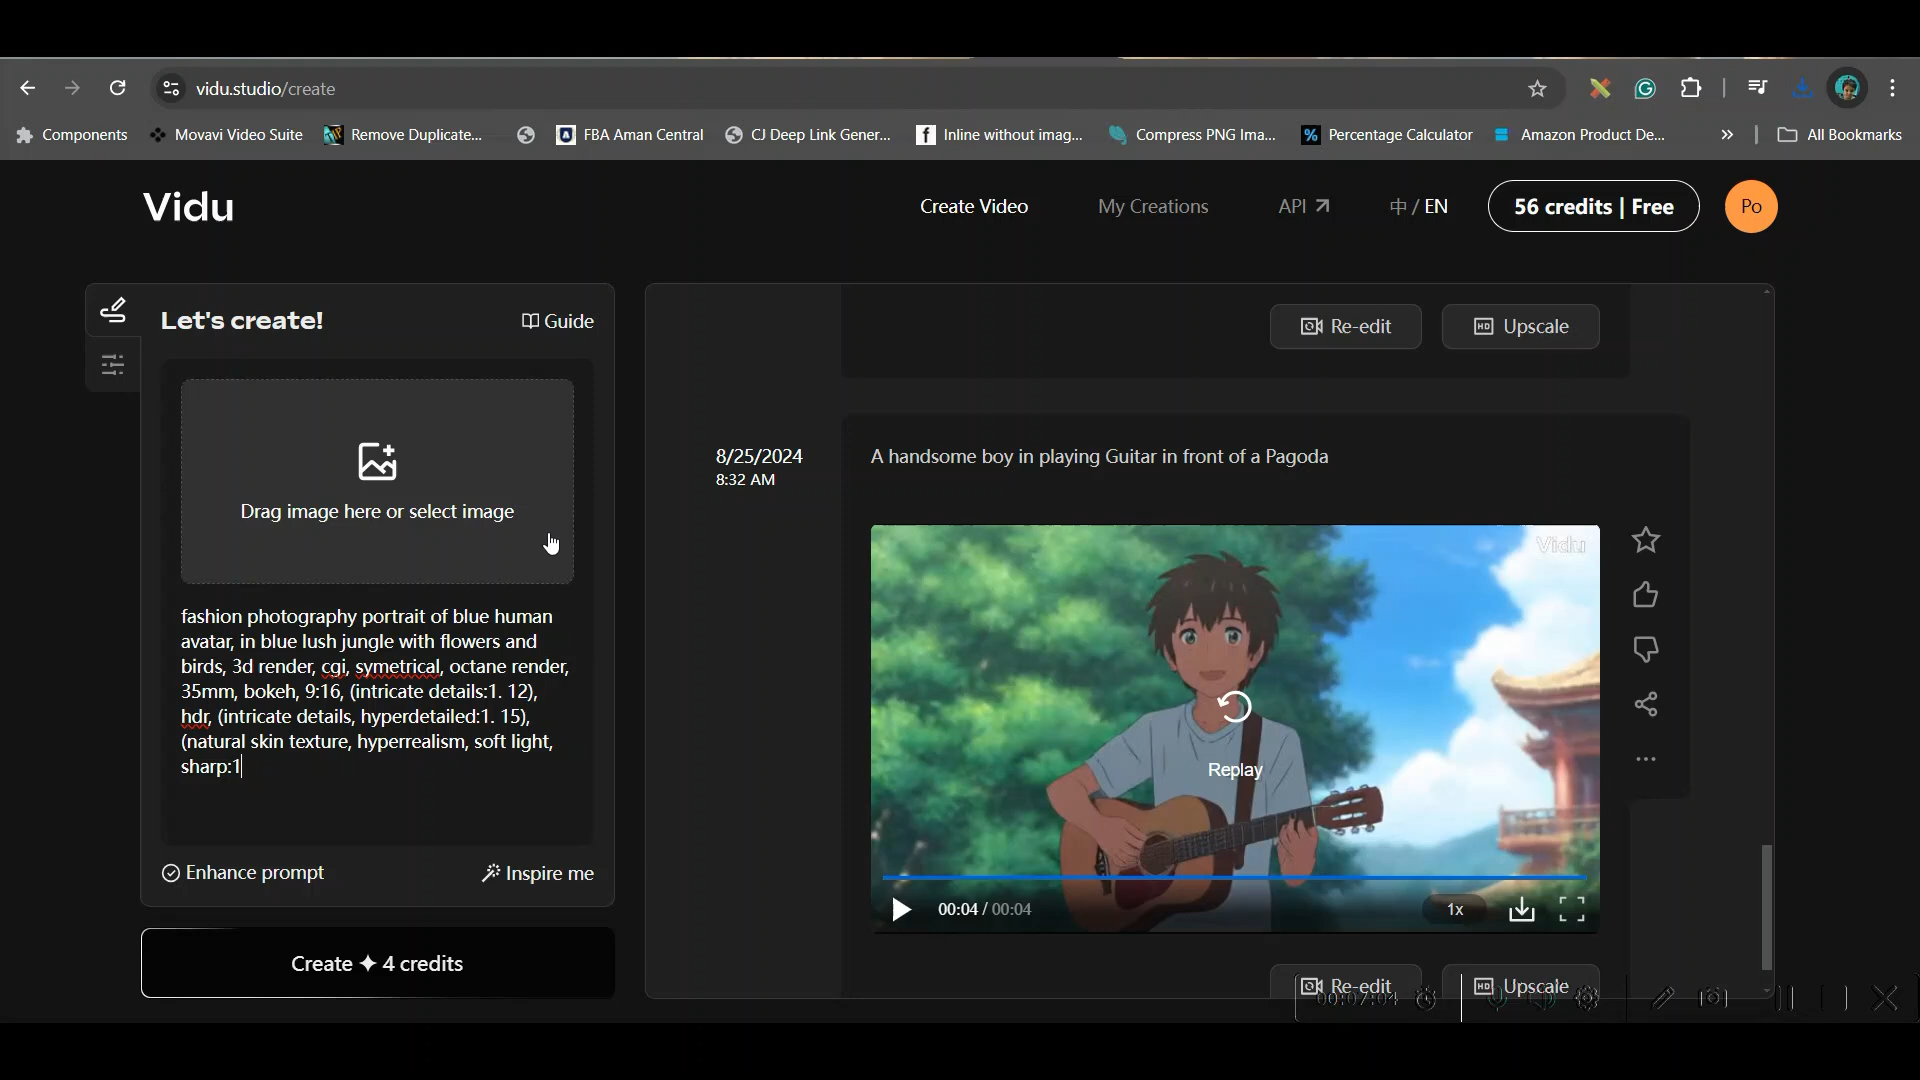 vidu.studio/create
Components
Movavi Video Suite
Remove Duplicate...
FBA Aman Central
CJ Deep Link Gener...
Inline without imag...
Compress PNG Ima...
Percentage Calculator
Amazon Product De...
»
All Bookmarks
Vidu
Create Video
My Creations
API
中 / EN
56 credits | Free
Po
Let's create!
Guide
Drag image here or select image
fashion photography portrait of blue human
avatar, in blue lush jungle with flowers and
birds, 3d render, cgi, symetrical, octane render,
35mm, bokeh, 9:16, (intricate details:1. 12),
hdr, (intricate details, hyperdetailed:1. 15),
(natural skin texture, hyperrealism, soft light,
sharp:1
Enhance prompt
Inspire me
Create 4 credits
Re-edit
HD Upscale
8/25/2024
8:32 AM
A handsome boy in playing Guitar in front of a Pagoda
Vidu
Replay
00:04 / 00:04
1x
Re-edit
HD Upscale
00:07:04